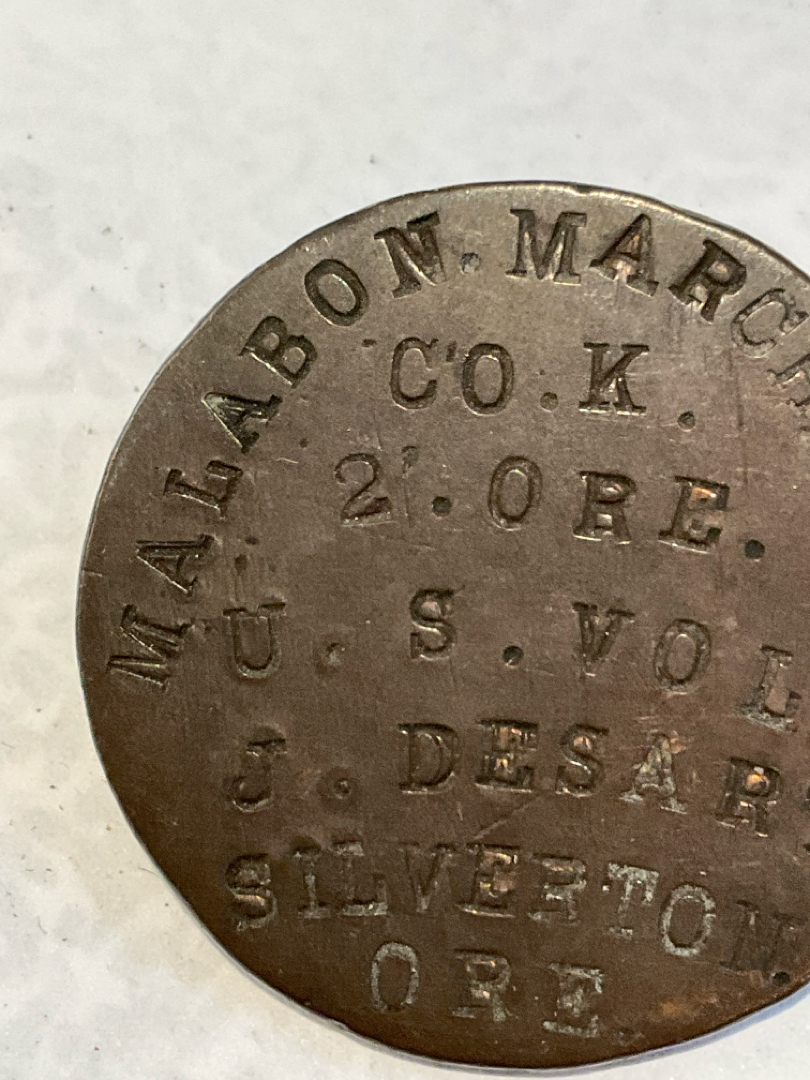 MALABON. MARCH
CO. K.
2'. ORE.
U. S. VOL
J. DESAR
SILVERTON.
ORE.